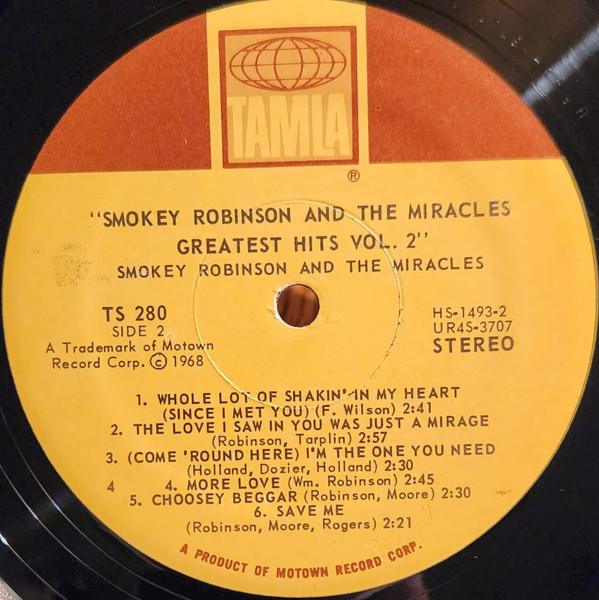 TAMLA
®
"SMOKEY ROBINSON AND THE MIRACLES
GREATEST HITS VOL. 2"
SMOKEY ROBINSON AND THE MIRACLES
TS 280
SIDE 2
A Trademark of Motown
Record Corp. © 1968
HS-1493-2
UR4S-3707
STEREO
1. WHOLE LOT OF SHAKIN' IN MY HEART
(SINCE I MET YOU) (F. Wilson) 2:41
2. THE LOVE I SAW IN YOU WAS JUST A MIRAGE
(Robinson, Tarplin) 2:57
3. (COME 'ROUND HERE) I'M THE ONE YOU NEED
(Holland, Dozier, Holland) 2:30
4 4. MORE LOVE (Wm. Robinson) 2:45
5. CHOOSEY BEGGAR (Robinson, Moore) 2:30
6. SAVE ME
(Robinson, Moore, Rogers) 2:21
A PRODUCT OF MOTOWN RECORD CORP.